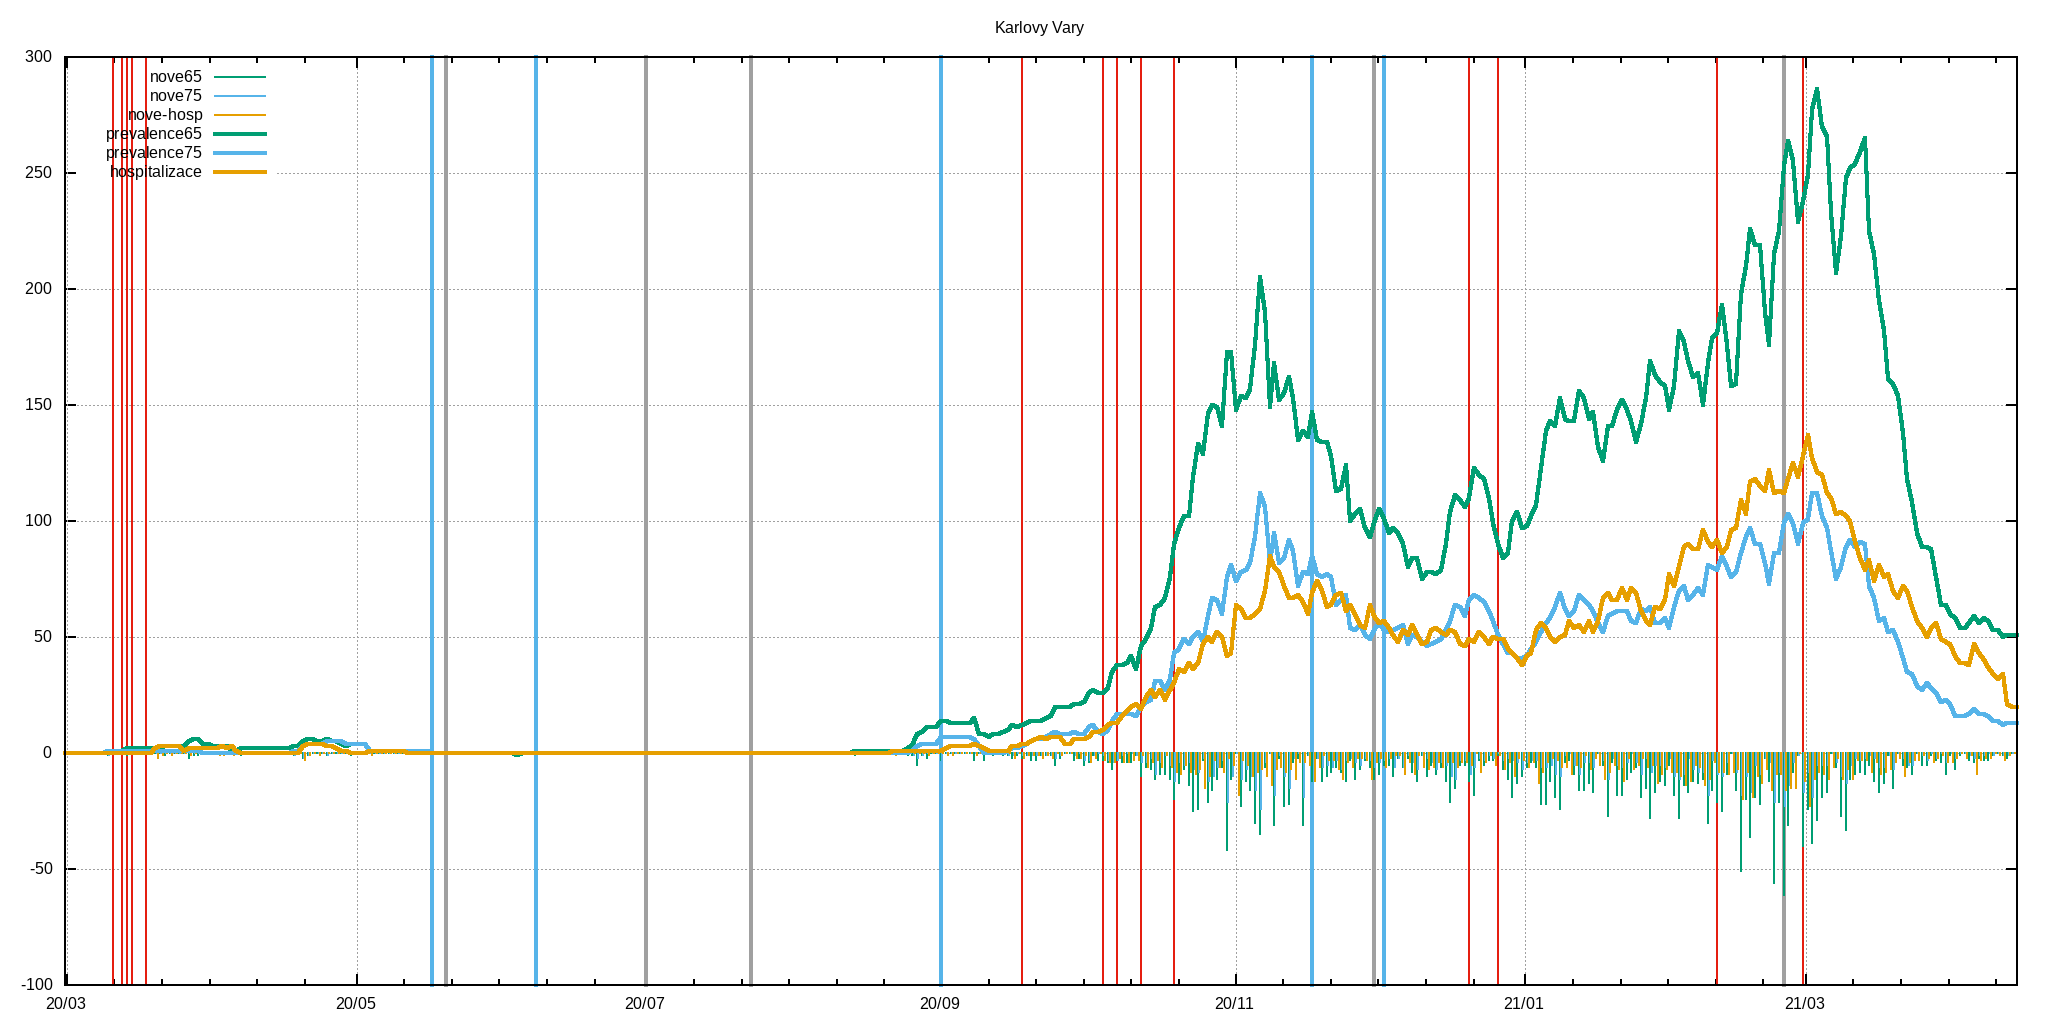 Karlovy Vary
300
nove65
nove75
nove-hosp
prevalence65
prevalence75
hospitalizace
250
200
150
100
50
0
-50
-100
20/03 20/05 20/07 20/09 20/11 21/01 21/03